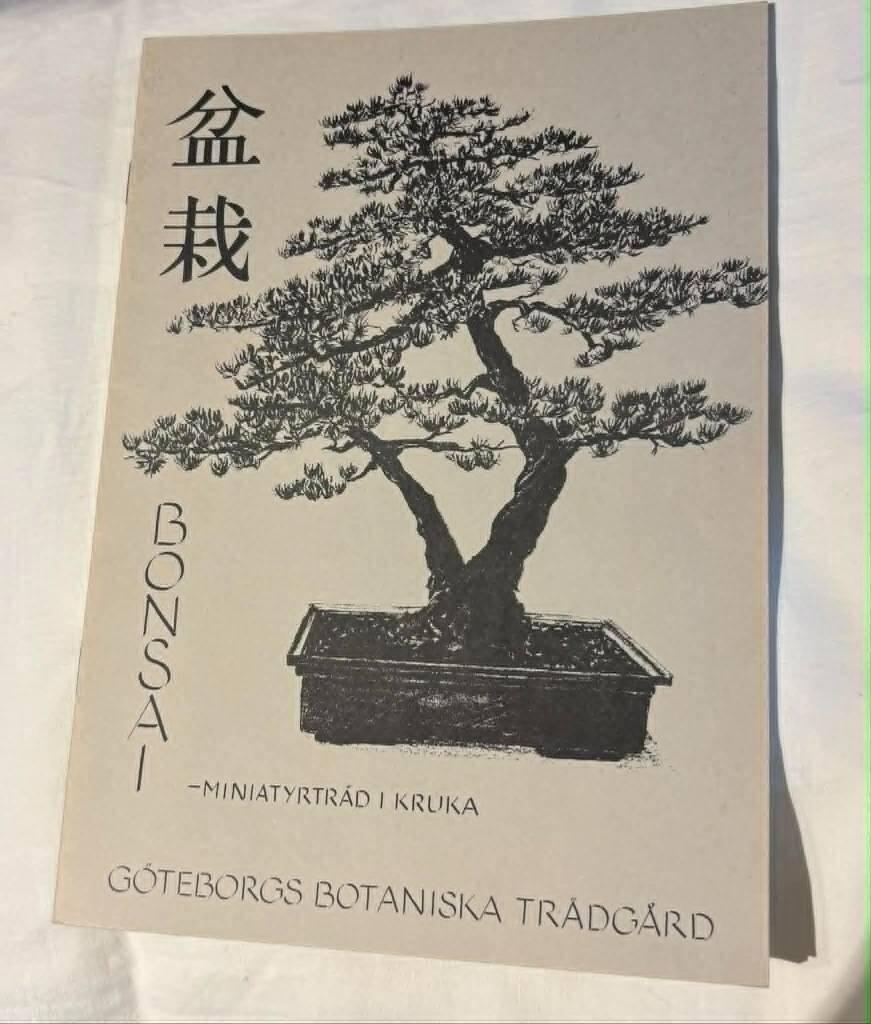 盆栽
BONSAI
–MINIATYRTRÄD I KRUKA
GÖTEBORGS BOTANISKA TRÄDGÅRD